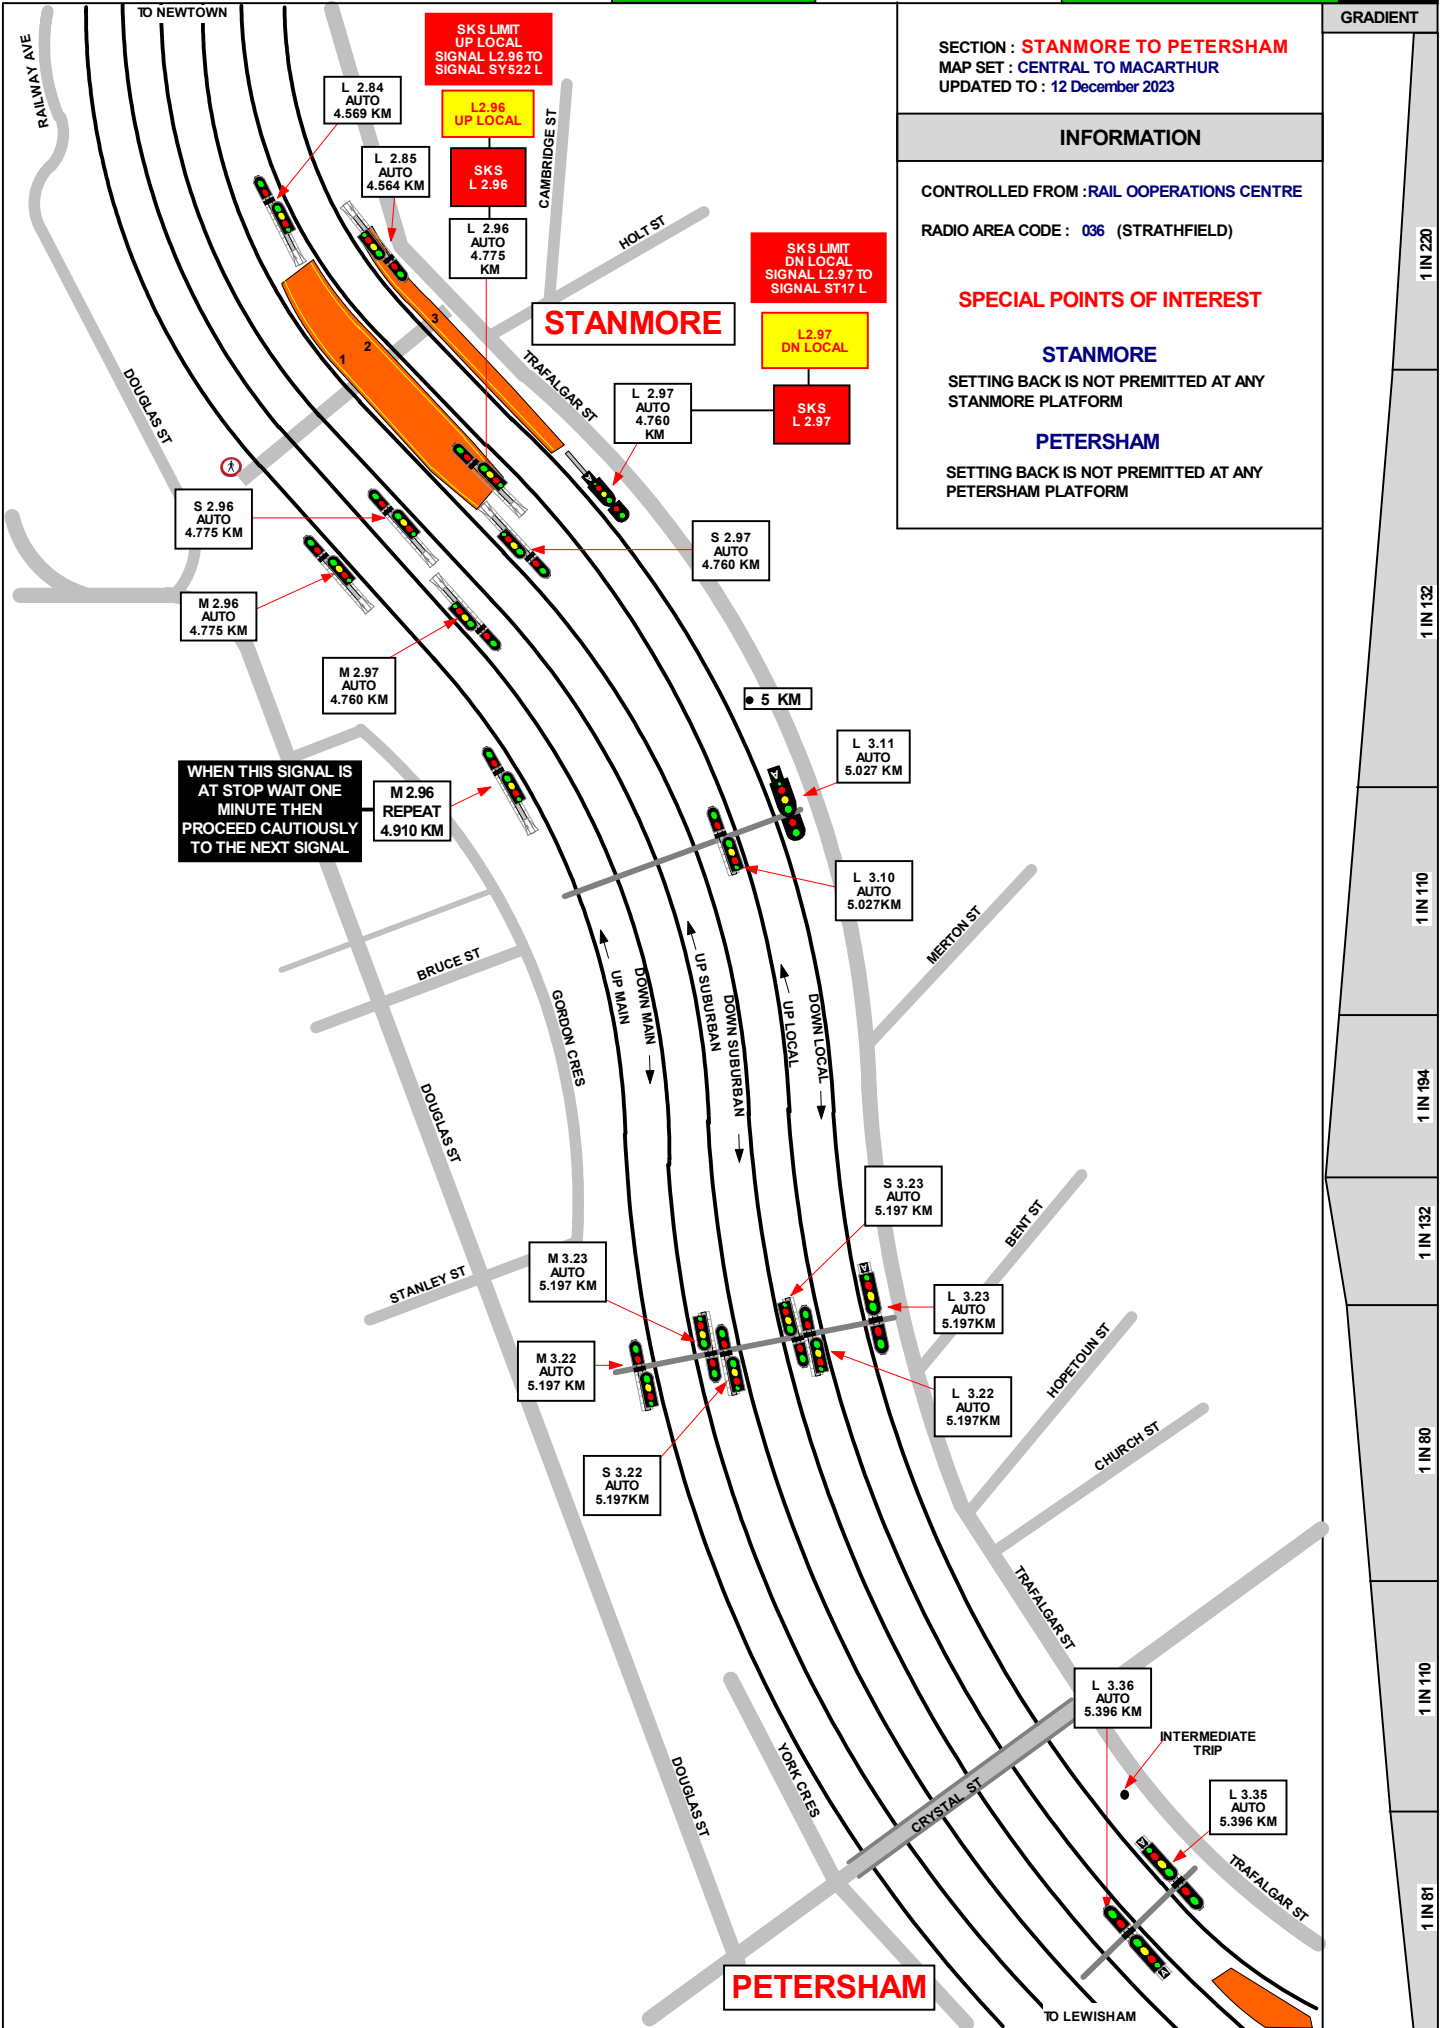 TO NEWTOWN
RAILWAY AVE
SKS LIMIT
UP LOCAL
SIGNAL L2.96 TO
SIGNAL SY522 L
L2.96
UP LOCAL
SKS
L 2.96
L 2.96
AUTO
4.775
KM
L 2.84
AUTO
4.569 KM
L 2.85
AUTO
4.564 KM
CAMBRIDGE ST
HOLT ST
SECTION : STANMORE TO PETERSHAM
MAP SET : CENTRAL TO MACARTHUR
UPDATED TO : 12 December 2023
INFORMATION
CONTROLLED FROM :RAIL OOPERATIONS CENTRE
RADIO AREA CODE : 036 (STRATHFIELD)
SPECIAL POINTS OF INTEREST
STANMORE
SETTING BACK IS NOT PREMITTED AT ANY
STANMORE PLATFORM
PETERSHAM
SETTING BACK IS NOT PREMITTED AT ANY
PETERSHAM PLATFORM
GRADIENT
1 IN 220
1 IN 132
1 IN 110
1 IN 194
1 IN 132
1 IN 80
1 IN 110
1 IN 81
SKS LIMIT
DN LOCAL
SIGNAL L2.97 TO
SIGNAL ST17 L
L2.97
DN LOCAL
SKS
L 2.97
L 2.97
AUTO
4.760
KM
STANMORE
1
2
3
TRAFALGAR ST
DOUGLAS ST
S 2.96
AUTO
4.775 KM
S 2.97
AUTO
4.760 KM
M 2.96
AUTO
4.775 KM
M 2.97
AUTO
4.760 KM
5 KM
WHEN THIS SIGNAL IS
AT STOP WAIT ONE
MINUTE THEN
PROCEED CAUTIOUSLY
TO THE NEXT SIGNAL
M 2.96
REPEAT
4.910 KM
L 3.11
AUTO
5.027 KM
A
L 3.10
AUTO
5.027KM
MERTON ST
BRUCE ST
GORDON CRES
UP MAIN
DOWN MAIN
UP SUBURBAN
DOWN SUBURBAN
UP LOCAL
DOWN LOCAL
DOUGLAS ST
STANLEY ST
S 3.23
AUTO
5.197 KM
BENT ST
M 3.23
AUTO
5.197 KM
A
L 3.23
AUTO
5.197KM
M 3.22
AUTO
5.197 KM
L 3.22
AUTO
5.197KM
HOPETOUN ST
CHURCH ST
S 3.22
AUTO
5.197KM
TRAFALGAR ST
L 3.36
AUTO
5.396 KM
INTERMEDIATE
TRIP
L 3.35
AUTO
5.396 KM
A
A
YORK CRES
DOUGLAS ST
CRYSTAL ST
TRAFALGAR ST
PETERSHAM
TO LEWISHAM